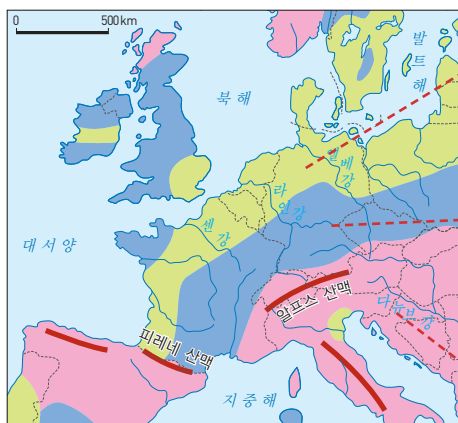 0 500 km
발트해
북해
엘베강
라인강
센강
대서양
알프스 산맥
다뉴브강
피레네 산맥
지중해